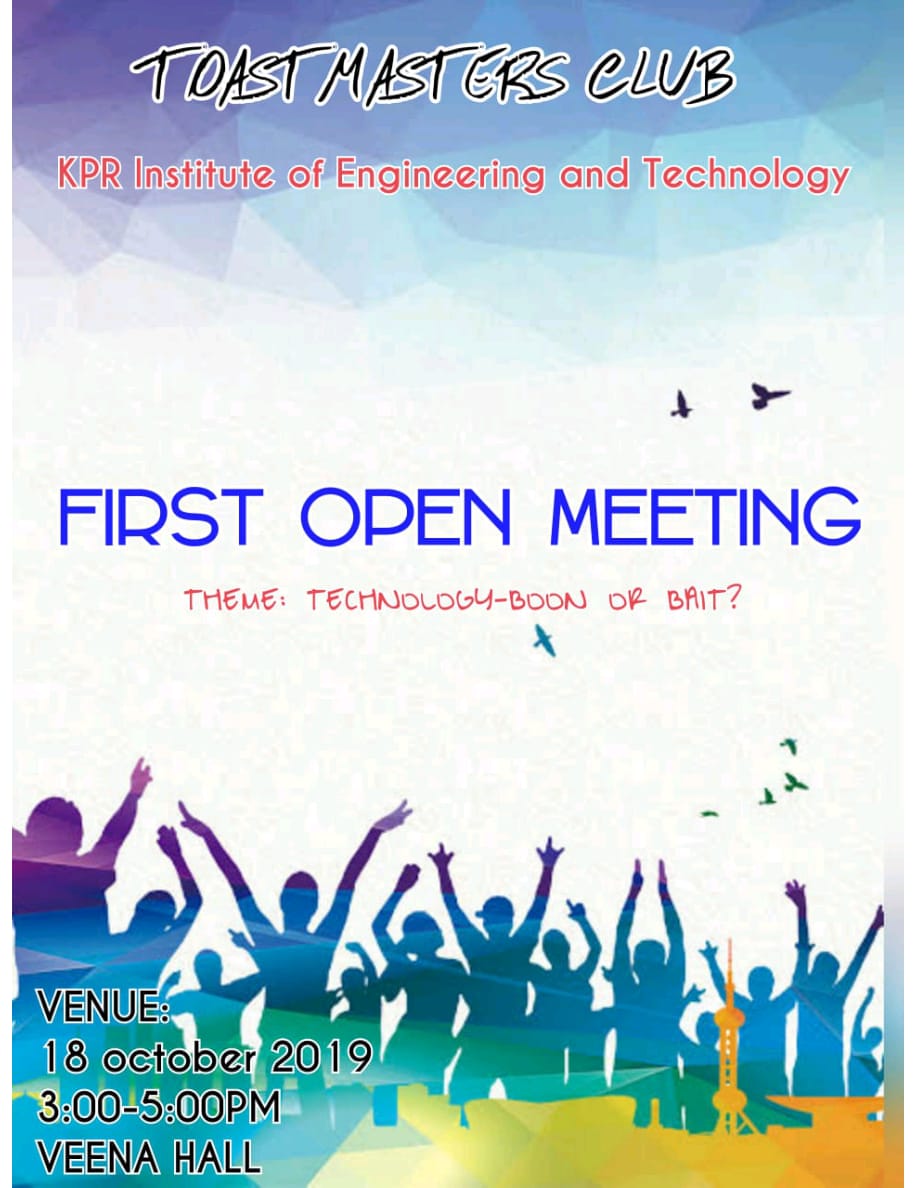 TOASTMASTERS CLUB
KPR Institute of Engineering and Technology
FIRST OPEN MEETING
THEME: TECHNOLOGY-BOON OR BAIT?
VENUE:
18 october 2019
3:00-5:00PM
VEENA HALL